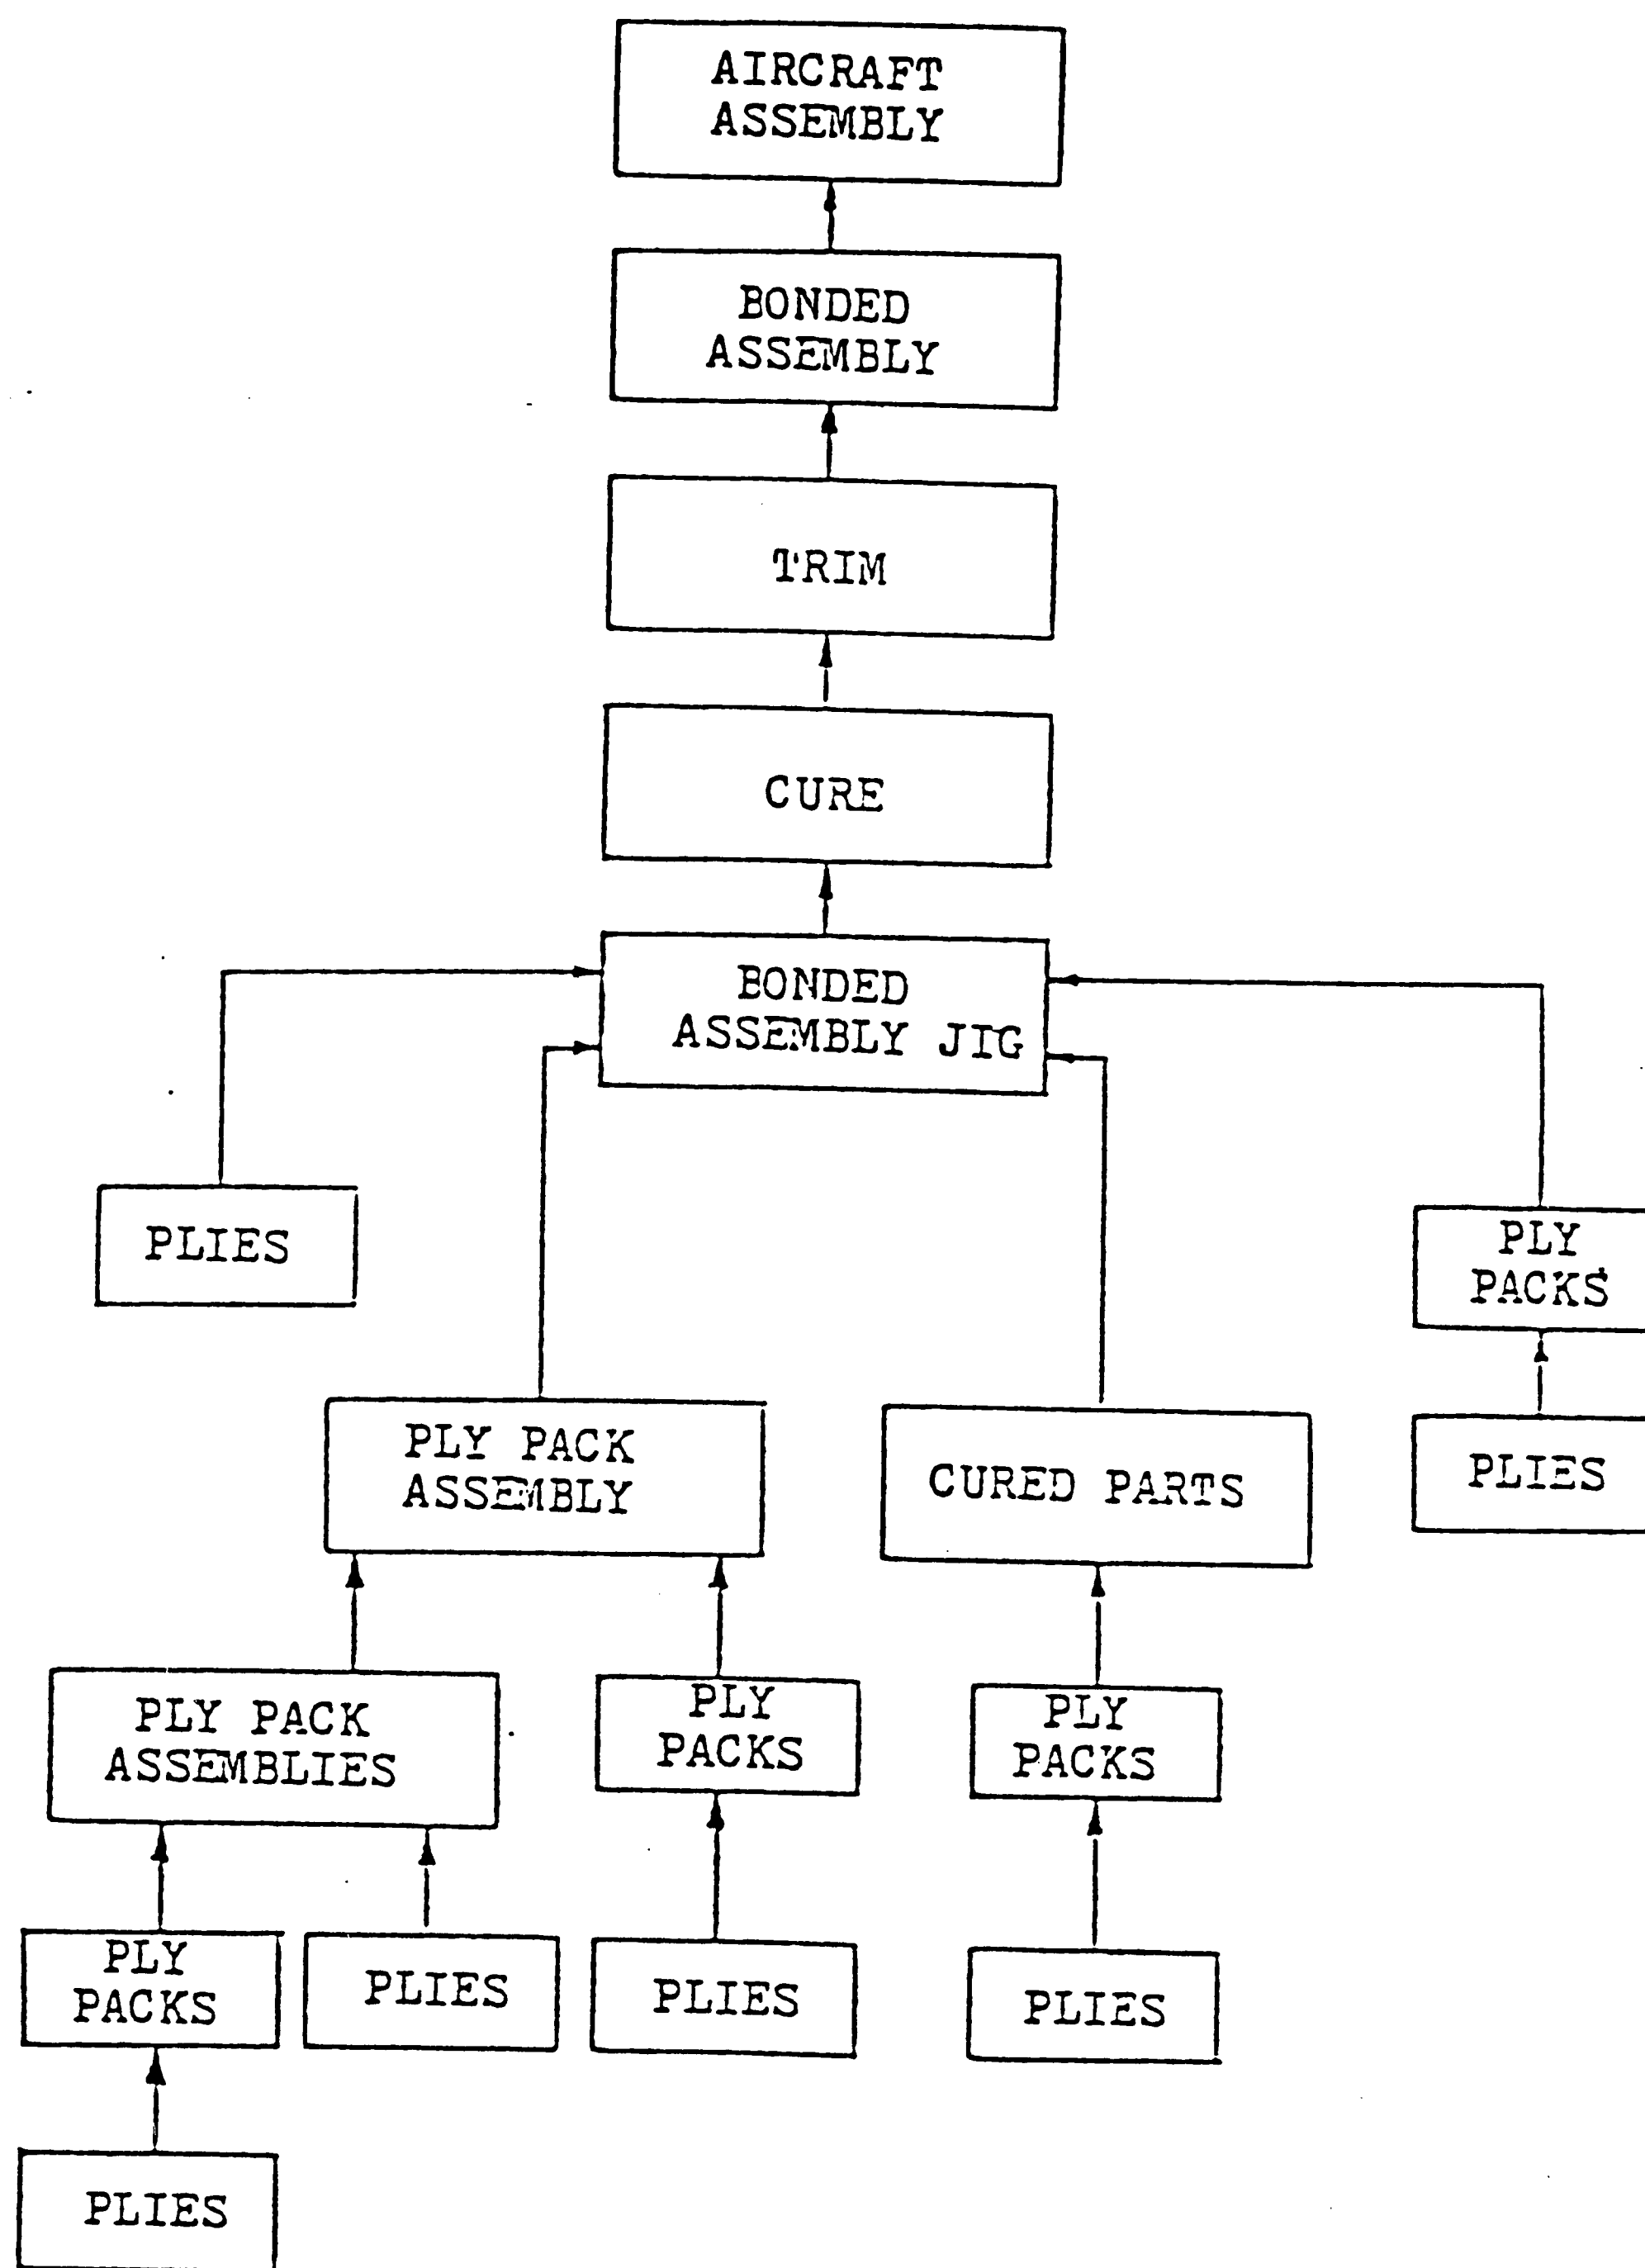 AIRCRAFT
ASSEMBLY
BONDED
ASSEMBLY
TRIM
CURE
BONDED
ASSEMBLY JIG
PLIES
PLY
PACKS
PLY PACK
ASSEMBLY
CURED PARTS
PLIES
PLY PACK
ASSEMBLIES
PLY
PACKS
PLY
PACKS
PLY
PACKS
PLIES
PLIES
PLIES
PLIES